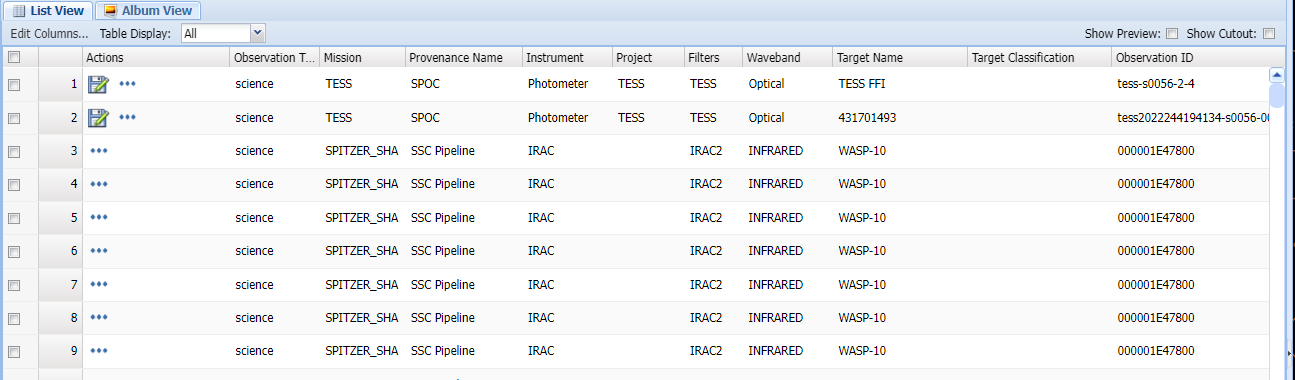 List View Album View
Edit Columns... Table Display: All Show Preview: Show Cutout:
Actions Observation T... Mission Provenance Name Instrument Project Filters Waveband Target Name Target Classification Observation ID
1 science TESS SPOC Photometer TESS TESS Optical TESS FFI tess-s0056-2-4
2 science TESS SPOC Photometer TESS TESS Optical 431701493 tess2022244194134-s0056-00
3 science SPITZER_SHA SSC Pipeline IRAC IRAC2 INFRARED WASP-10 000001E47800
4 science SPITZER_SHA SSC Pipeline IRAC IRAC2 INFRARED WASP-10 000001E47800
5 science SPITZER_SHA SSC Pipeline IRAC IRAC2 INFRARED WASP-10 000001E47800
6 science SPITZER_SHA SSC Pipeline IRAC IRAC2 INFRARED WASP-10 000001E47800
7 science SPITZER_SHA SSC Pipeline IRAC IRAC2 INFRARED WASP-10 000001E47800
8 science SPITZER_SHA SSC Pipeline IRAC IRAC2 INFRARED WASP-10 000001E47800
9 science SPITZER_SHA SSC Pipeline IRAC IRAC2 INFRARED WASP-10 000001E47800